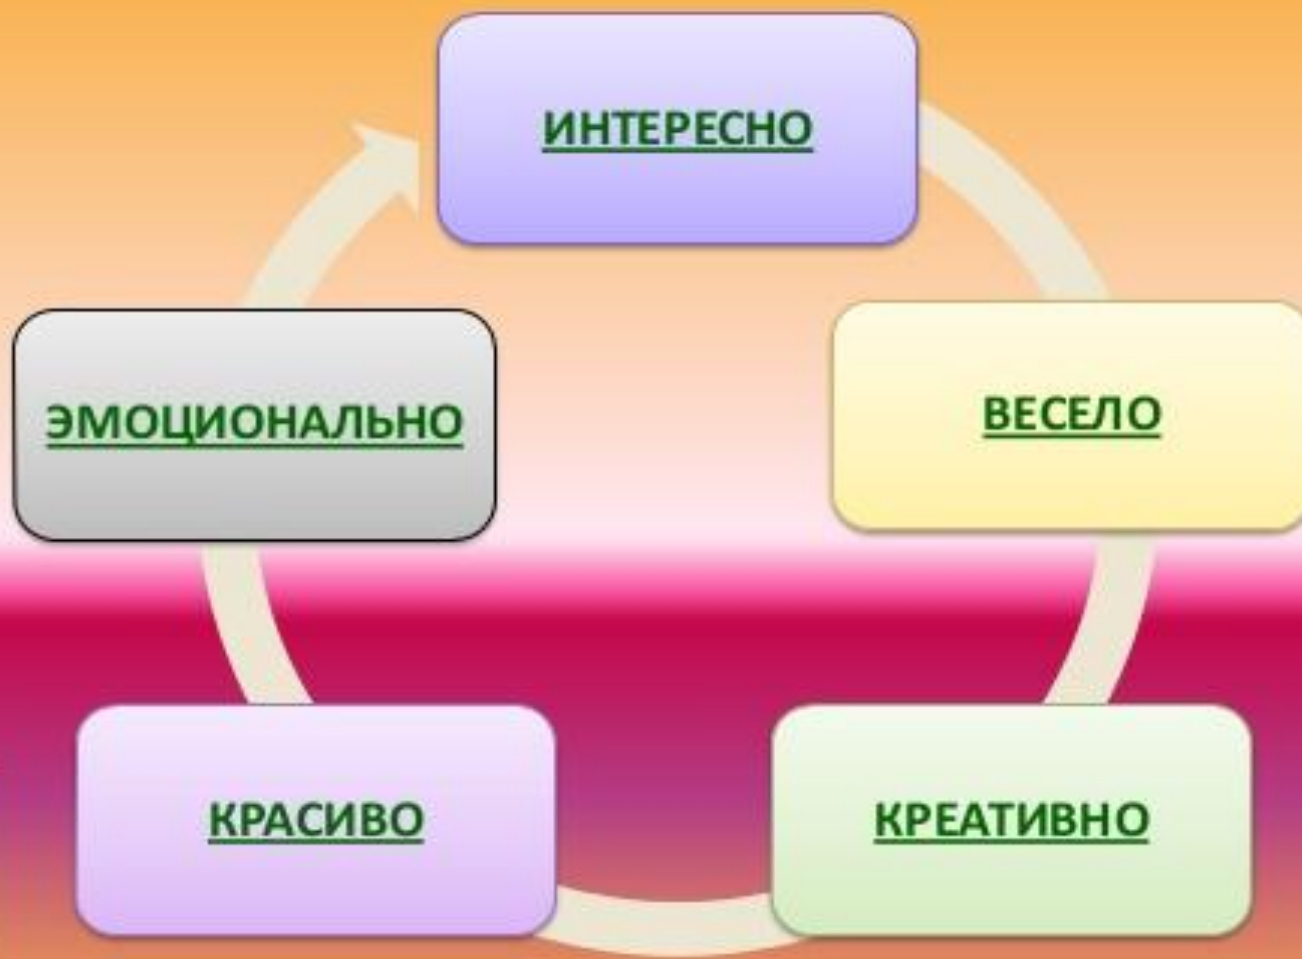 ИНТЕРЕСНО
ВЕСЕЛО
КРЕАТИВНО
КРАСИВО
ЭМОЦИОНАЛЬНО